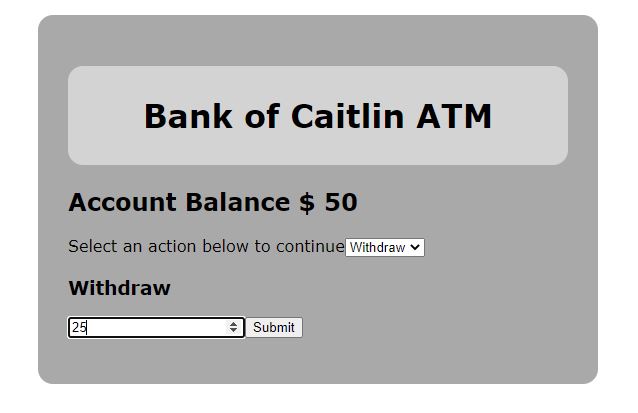 Bank of Caitlin ATM
Account Balance $ 50
Select an action below to continue Withdraw
Withdraw
25 Submit